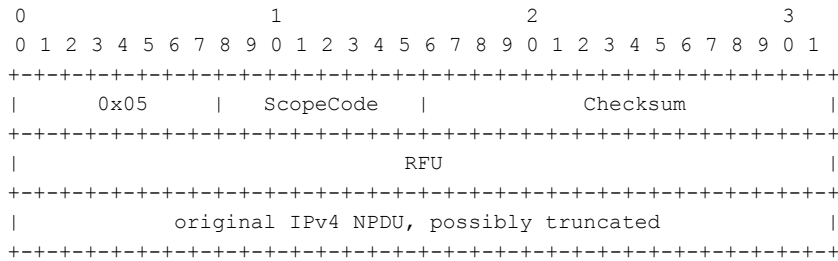 0                   1                   2                   3
0 1 2 3 4 5 6 7 8 9 0 1 2 3 4 5 6 7 8 9 0 1 2 3 4 5 6 7 8 9 0 1
+-+-+-+-+-+-+-+-+-+-+-+-+-+-+-+-+-+-+-+-+-+-+-+-+-+-+-+-+-+-+-+-+
|      0x05     |   ScopeCode   |            Checksum           |
+-+-+-+-+-+-+-+-+-+-+-+-+-+-+-+-+-+-+-+-+-+-+-+-+-+-+-+-+-+-+-+-+
|                              RFU                              |
+-+-+-+-+-+-+-+-+-+-+-+-+-+-+-+-+-+-+-+-+-+-+-+-+-+-+-+-+-+-+-+-+
|            original IPv4 NPDU, possibly truncated             |
+-+-+-+-+-+-+-+-+-+-+-+-+-+-+-+-+-+-+-+-+-+-+-+-+-+-+-+-+-+-+-+-+